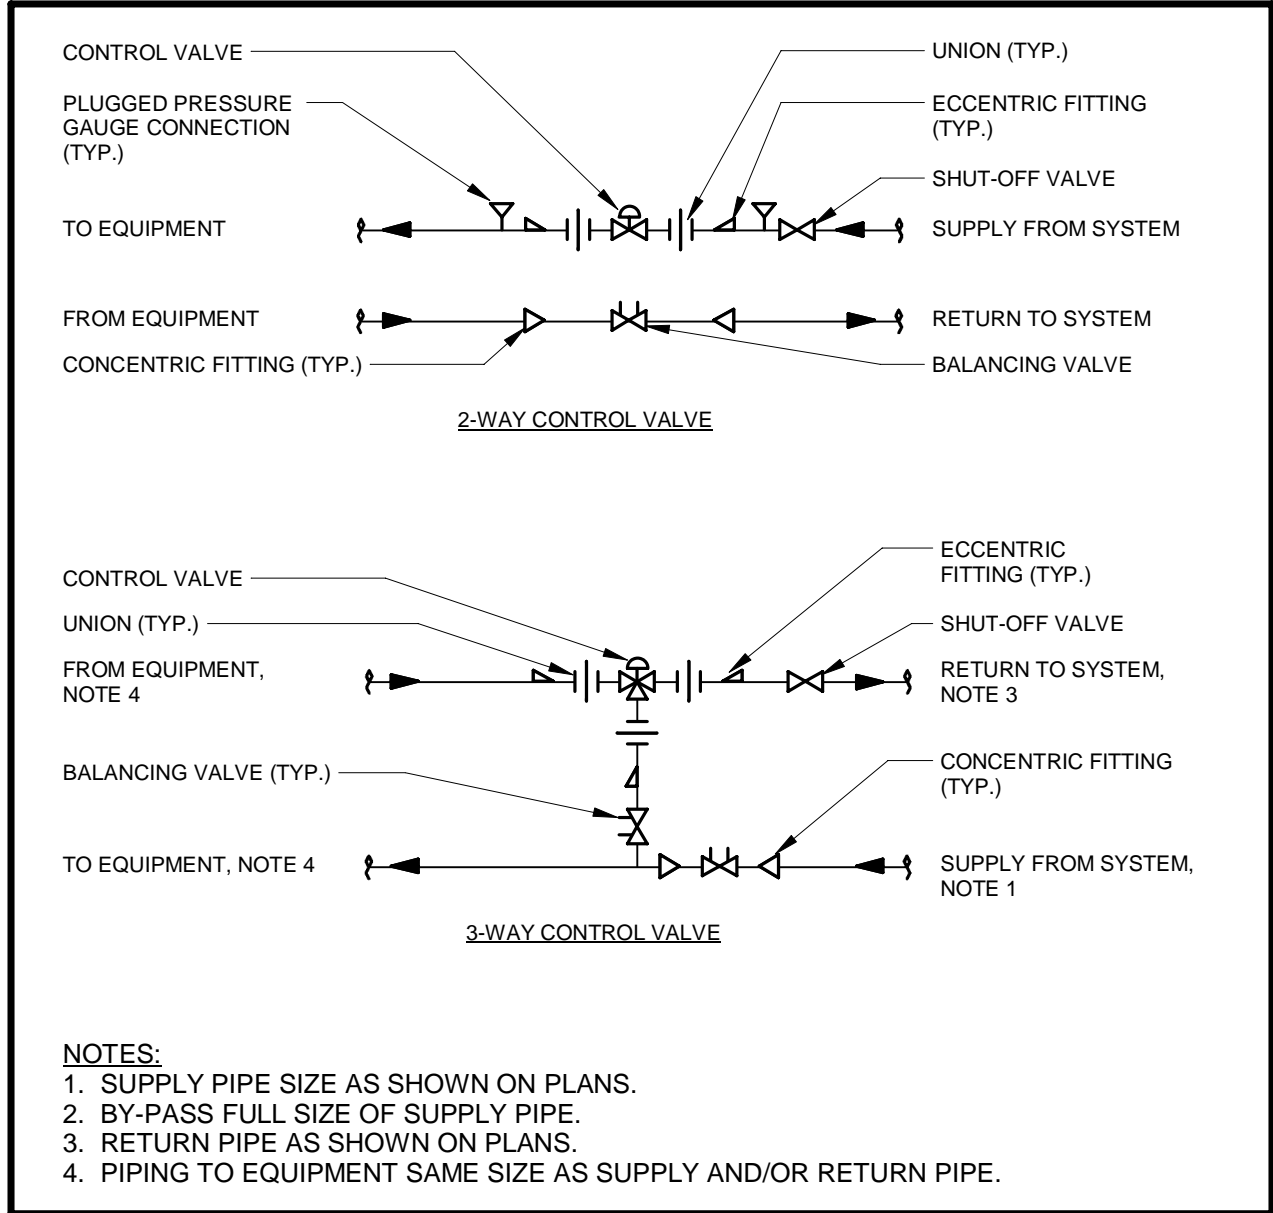 CONTROL VALVE
UNION (TYP.)
PLUGGED PRESSURE
GAUGE CONNECTION
(TYP.)
ECCENTRIC FITTING
(TYP.)
SHUT-OFF VALVE
TO EQUIPMENT
SUPPLY FROM SYSTEM
FROM EQUIPMENT
RETURN TO SYSTEM
CONCENTRIC FITTING (TYP.)
BALANCING VALVE
2-WAY CONTROL VALVE
ECCENTRIC
FITTING (TYP.)
CONTROL VALVE
UNION (TYP.)
SHUT-OFF VALVE
FROM EQUIPMENT,
NOTE 4
RETURN TO SYSTEM,
NOTE 3
BALANCING VALVE (TYP.)
CONCENTRIC FITTING
(TYP.)
TO EQUIPMENT, NOTE 4
SUPPLY FROM SYSTEM,
NOTE 1
3-WAY CONTROL VALVE
NOTES:
1. SUPPLY PIPE SIZE AS SHOWN ON PLANS.
2. BY-PASS FULL SIZE OF SUPPLY PIPE.
3. RETURN PIPE AS SHOWN ON PLANS.
4. PIPING TO EQUIPMENT SAME SIZE AS SUPPLY AND/OR RETURN PIPE.